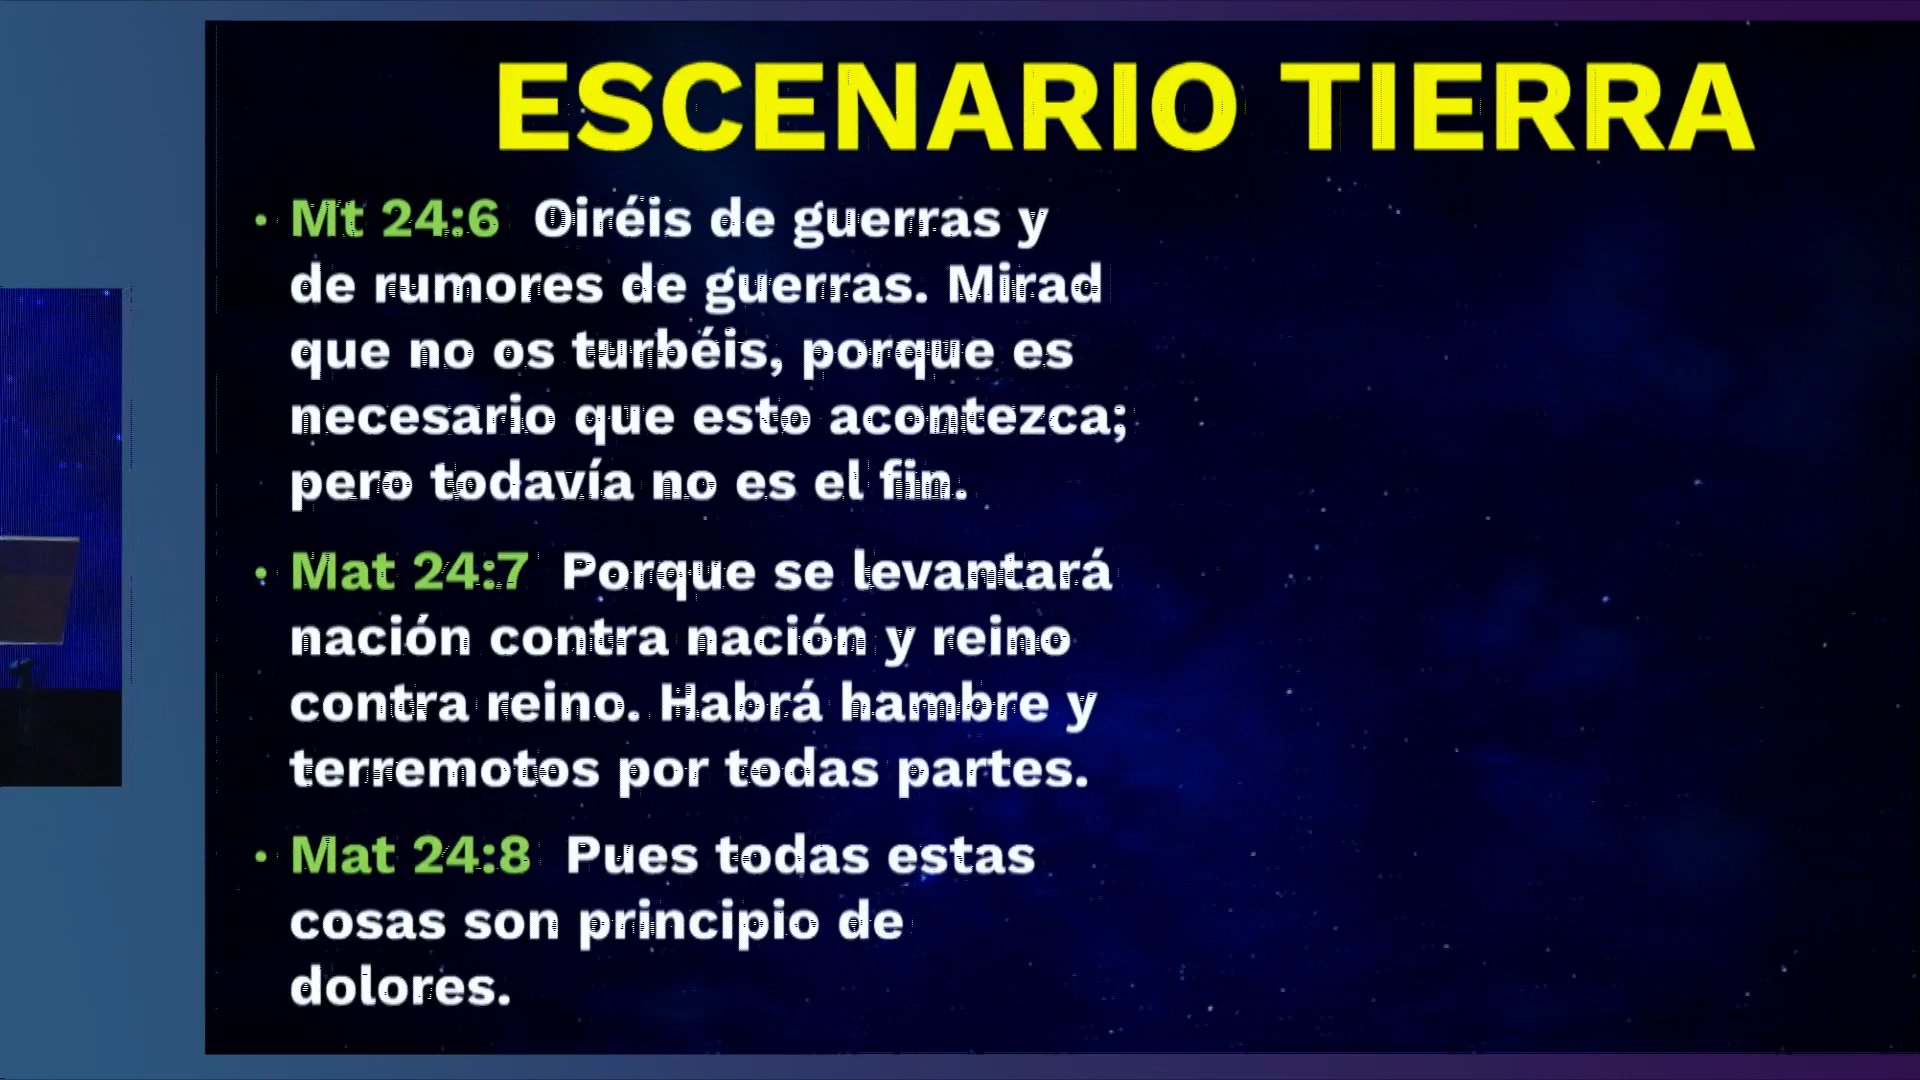 ESCENARIO TIERRA
• Mt 24:6 Oiréis de guerras y
de rumores de guerras. Mirad
que no os turbéis, porque es
necesario que esto acontezca;
pero todavía no es el fin.
• Mat 24:7 Porque se levantará
nación contra nación y reino
contra reino. Habrá hambre y
terremotos por todas partes.
• Mat 24:8 Pues todas estas
cosas son principio de
dolores.